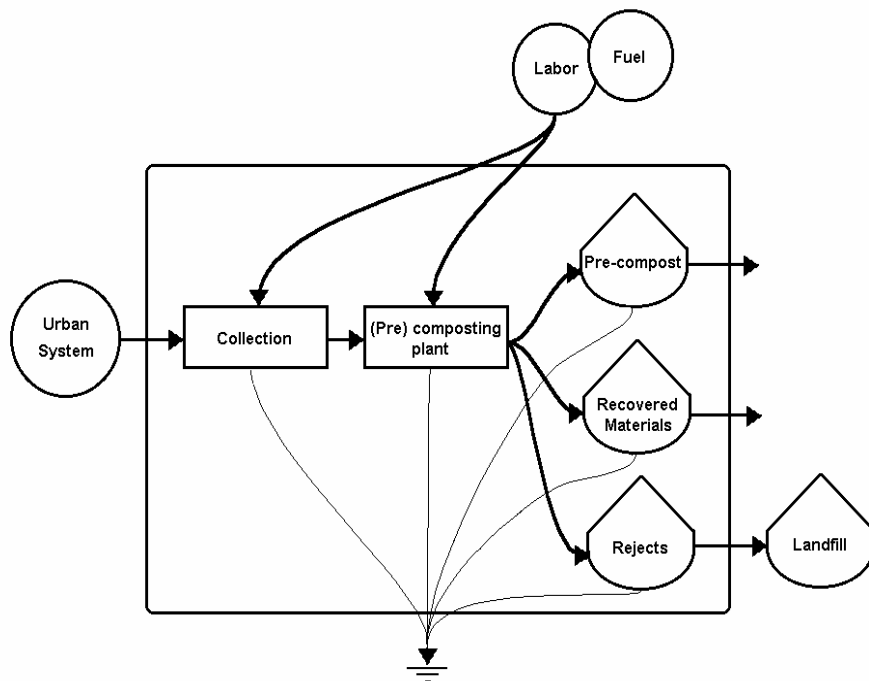 Labor
Fuel
Urban
System
Collection
(Pre) composting
plant
Pre-compost
Recovered
Materials
Rejects
Landfill